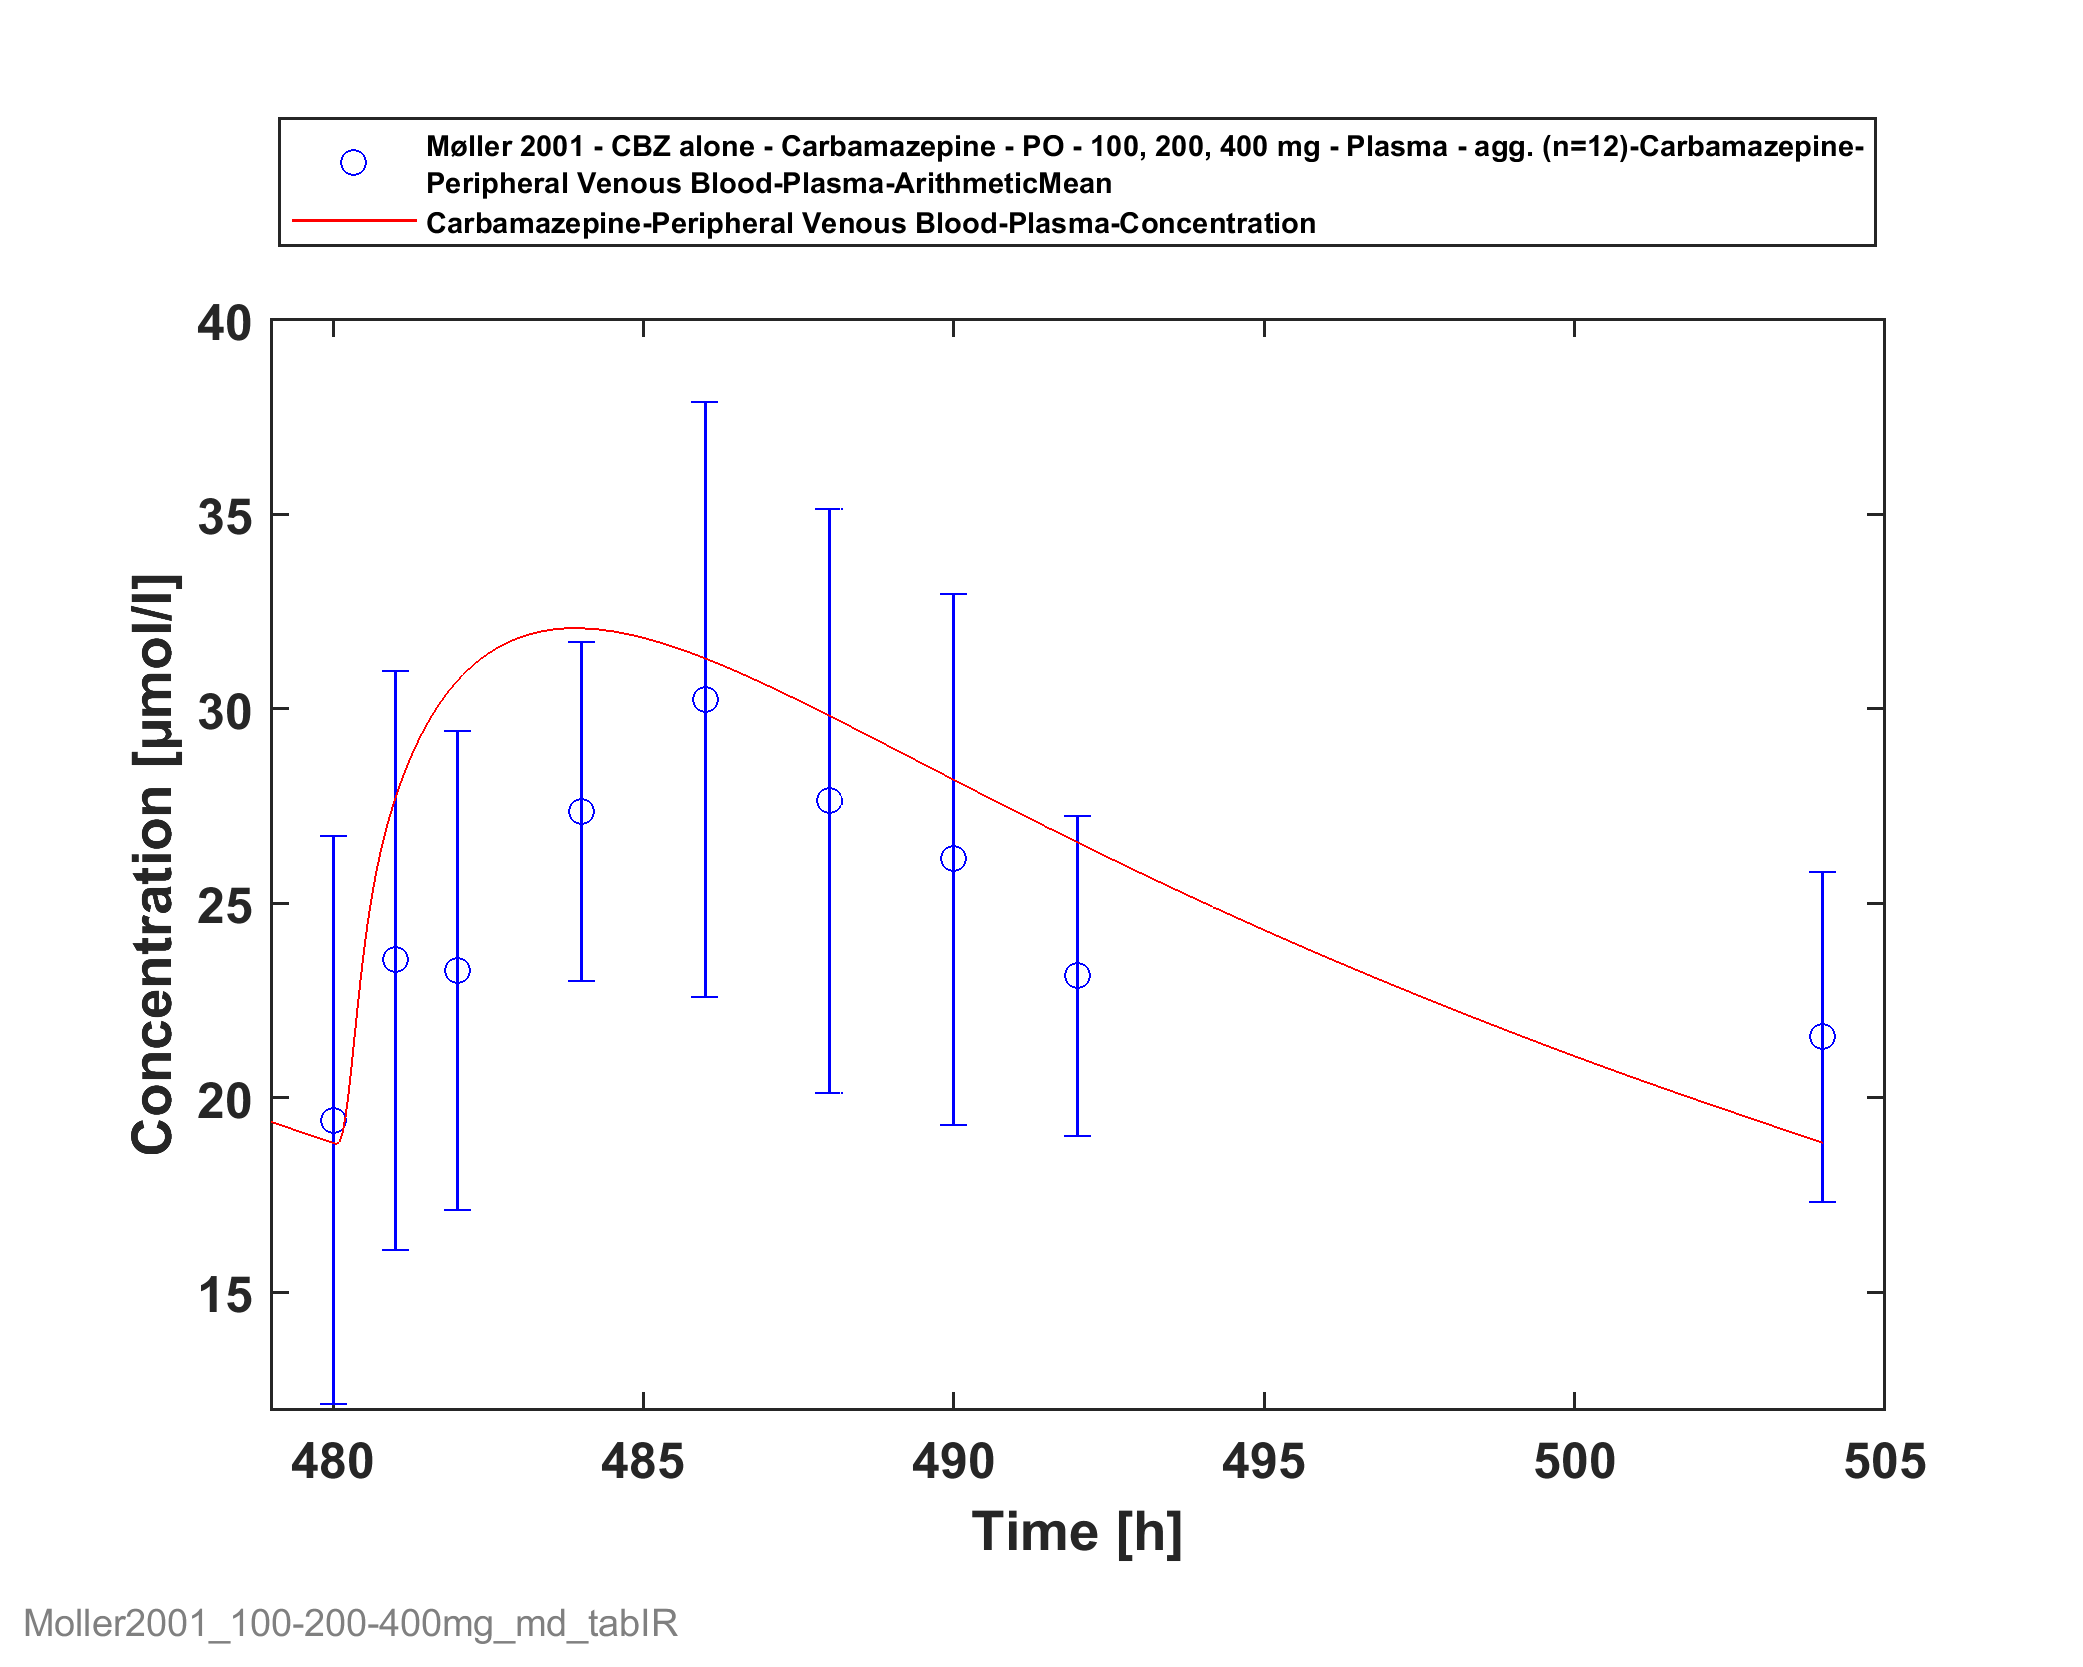 Møller 2001 - CBZ alone - Carbamazepine - PO - 100, 200, 400 mg - Plasma - agg. (n=12)-Carbamazepine-
Peripheral Venous Blood-Plasma-ArithmeticMean
Carbamazepine-Peripheral Venous Blood-Plasma-Concentration
40
35
30
25
20
15
Concentration [µmol/l]
480 485 490 495 500 505
Time [h]
Moller2001_100-200-400mg_md_tabIR